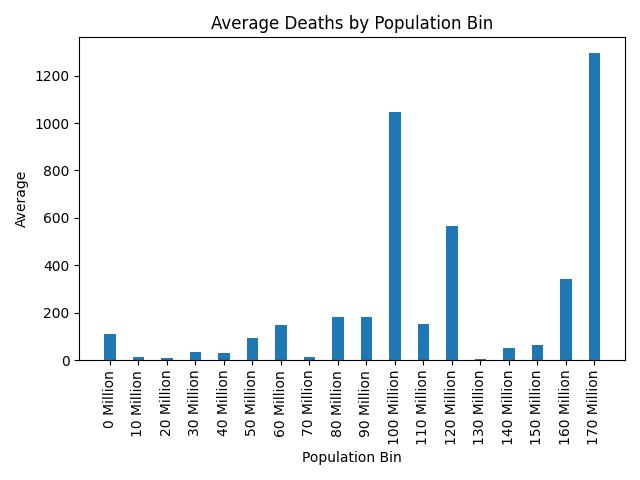 Average Deaths by Population Bin
Average
1200
1000
800
600
400
200
0
0 Million
10 Million
20 Million
30 Million
40 Million
50 Million
60 Million
70 Million
80 Million
90 Million
100 Million
110 Million
120 Million
130 Million
140 Million
150 Million
160 Million
170 Million
Population Bin